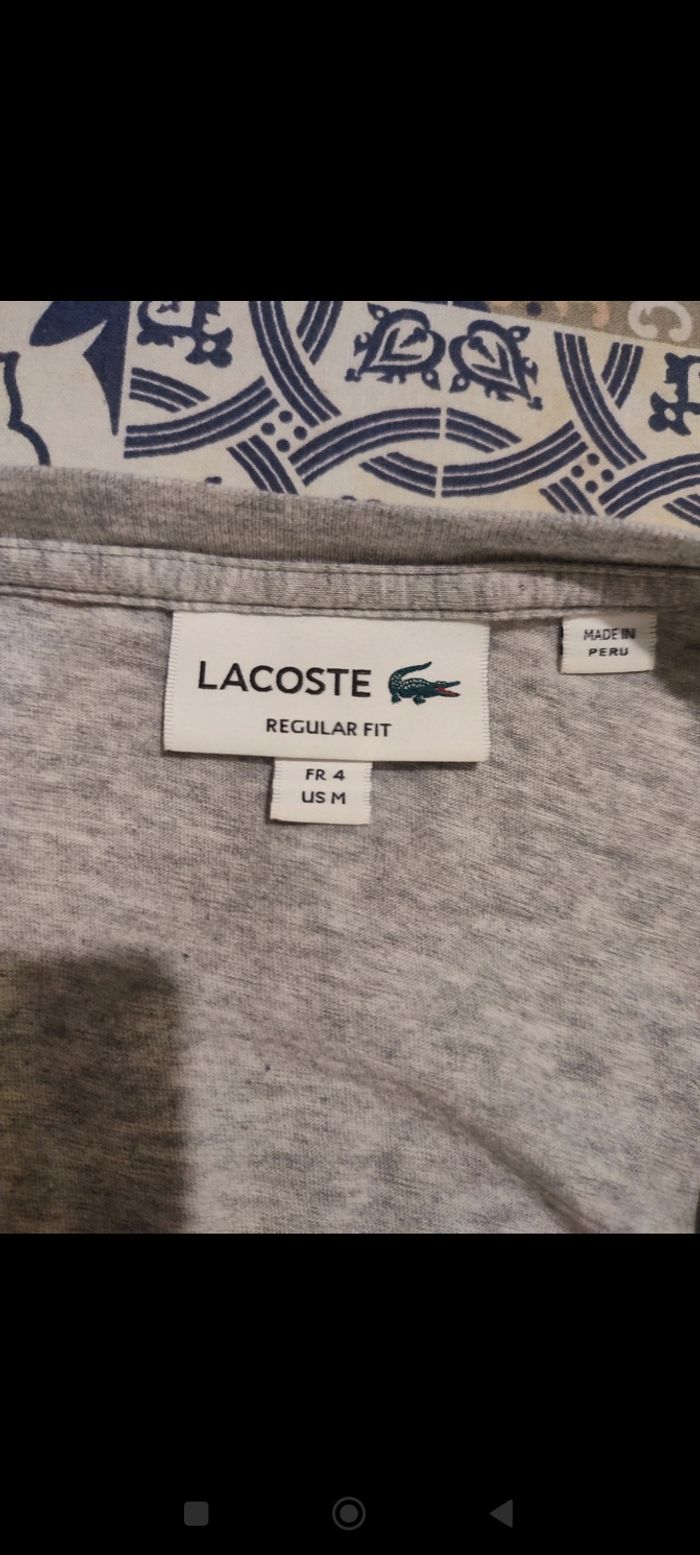 LACOSTE
REGULAR FIT
FR 4
US M
MADE IN
PERU